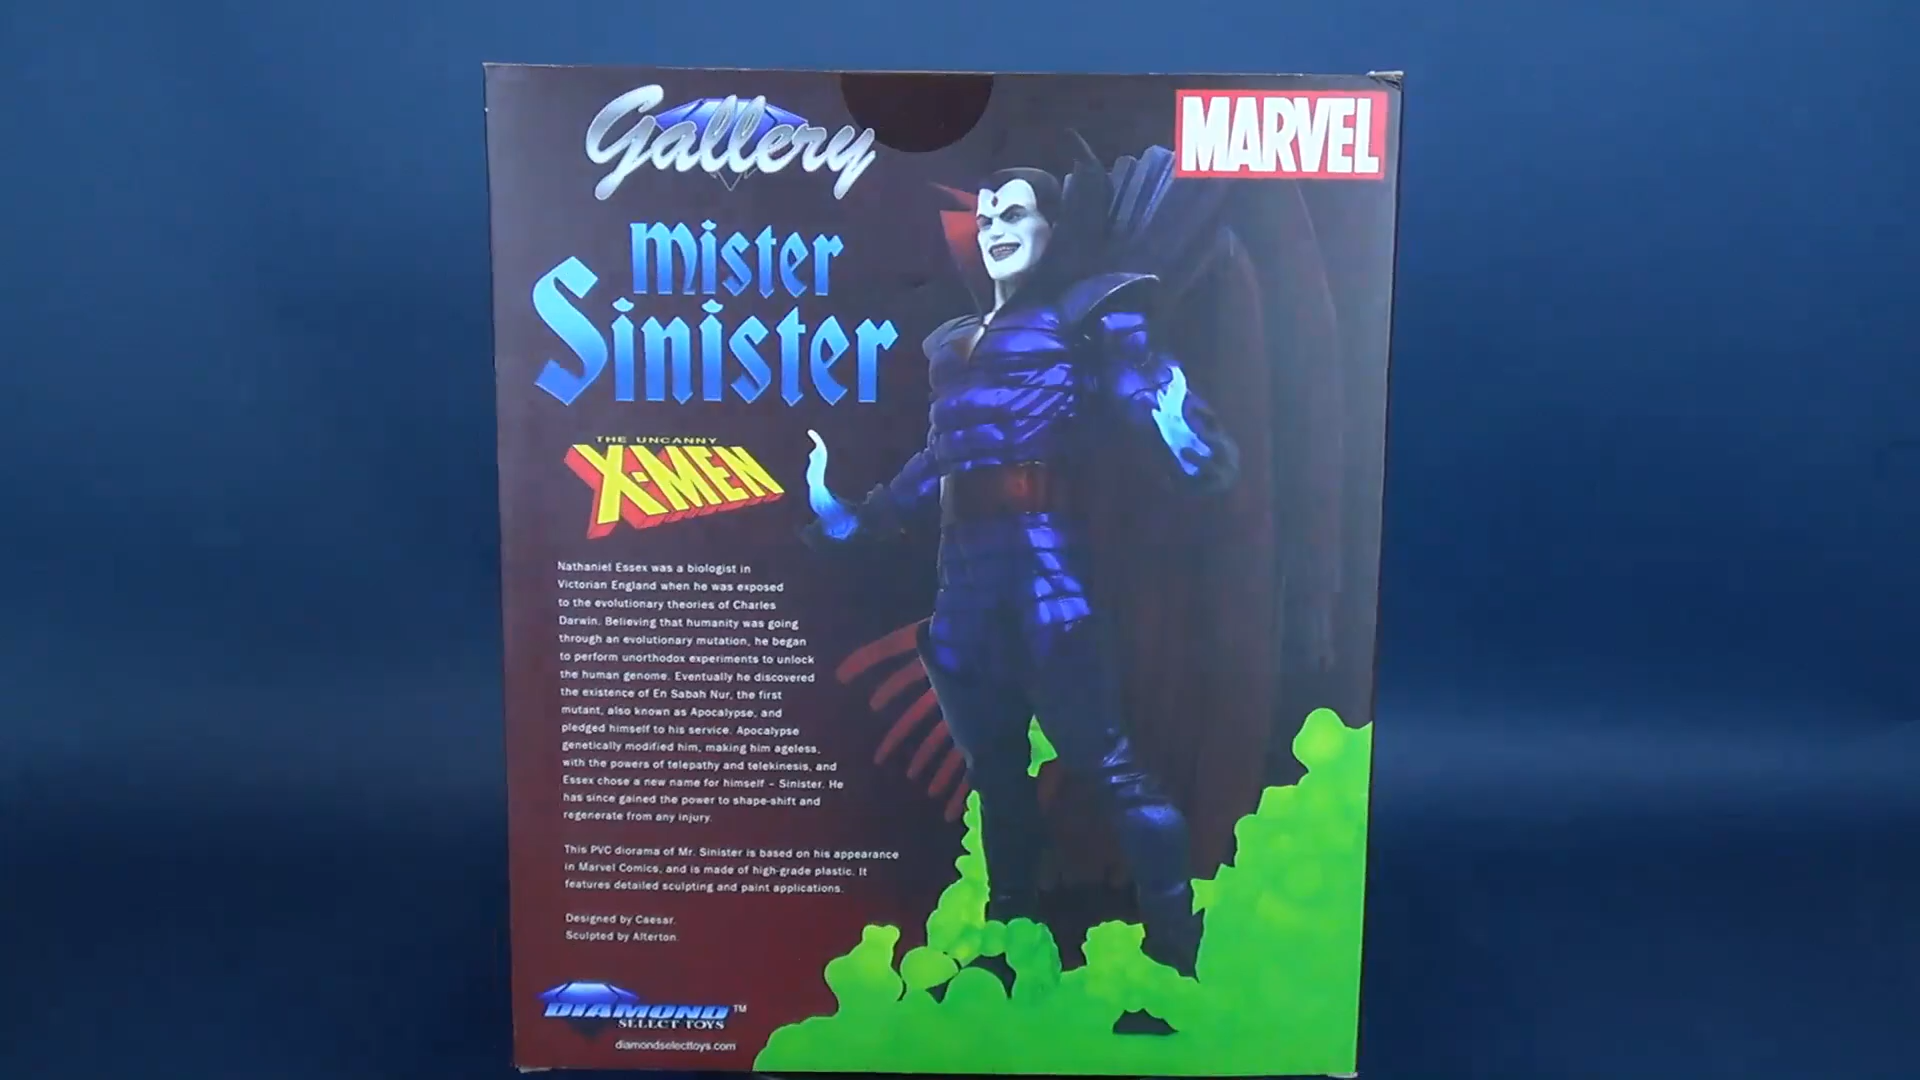 Gallery
MARVEL
Mister
Sinister
THE UNCANNY
X-MEN
Nathaniel Essex was a biologist in
Victorian England when he was exposed
to the evolutionary theories of Charles
Darwin. Believing that humanity was going
through an evolutionary mutation, he began
to perform unorthodox experiments to unlock
the human genome. Eventually he discovered
the existence of En Sabah Nur, the first
mutant, also known as Apocalypse, and
pledged himself to his service. Apocalypse
genetically modified him, making him ageless,
with the powers of telepathy and telekinesis, and
Essex chose a new name for himself – Sinister. He
has since gained the power to shape-shift and
regenerate from any injury.
This PVC diorama of Mr. Sinister is based on his appearance
in Marvel Comics, and is made of high-grade plastic. It
features detailed sculpting and paint applications.
Designed by Caesar.
Sculpted by Alterton.
DIAMOND™
SELECT TOYS
diamondselecttoys.com